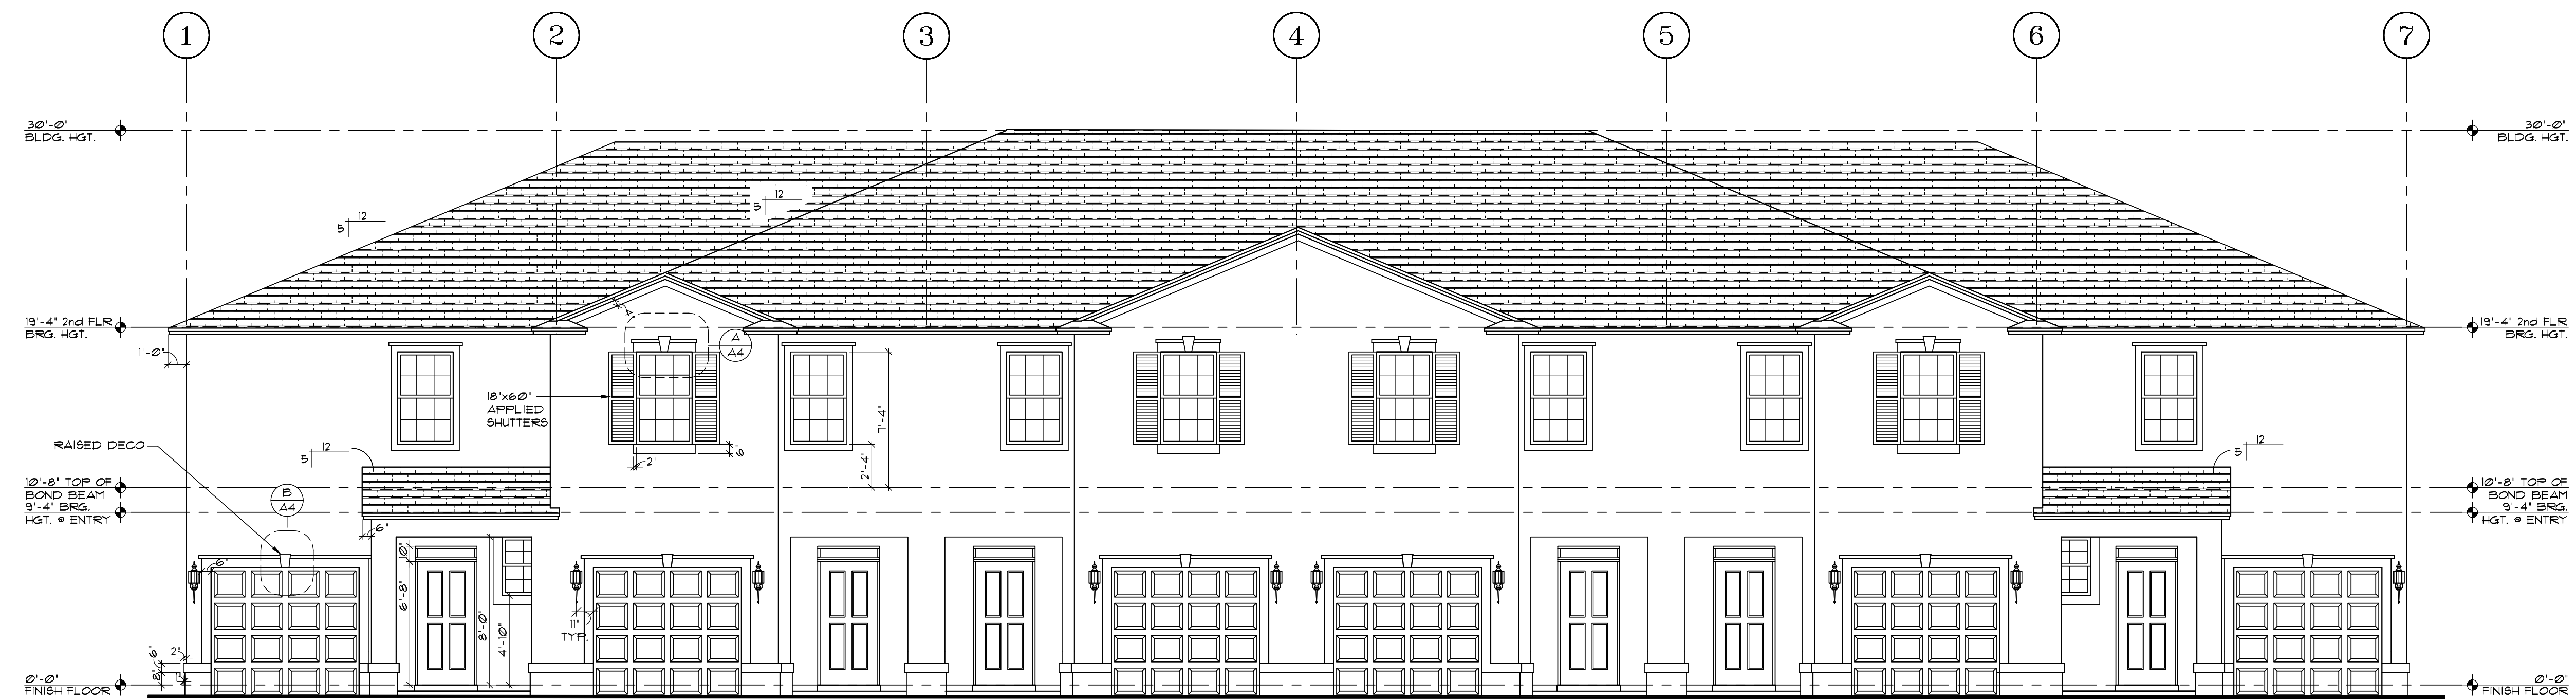 1 2 3 4 5 6 7
30'-0"
BLDG. HGT.
30'-0"
BLDG. HGT.
12
5
12
5
19'-4" 2nd FLR
BRG. HGT.
19'-4" 2nd FLR
BRG. HGT.
4"
1'-0"
A
A4
18"x60"
APPLIED
SHUTTERS
7'-4"
2'-4"
6"
2"
RAISED DECO
12
5
12
5
10'-8" TOP OF
BOND BEAM
9'-4" BRG.
HGT. @ ENTRY
10'-8" TOP OF
BOND BEAM
9'-4" BRG.
HGT. @ ENTRY
B
A4
6"
6"
10"
6'-8"
8'-0"
4'-10"
11"
TYP.
2"
6"
8"
0'-0"
FINISH FLOOR
0'-0"
FINISH FLOOR